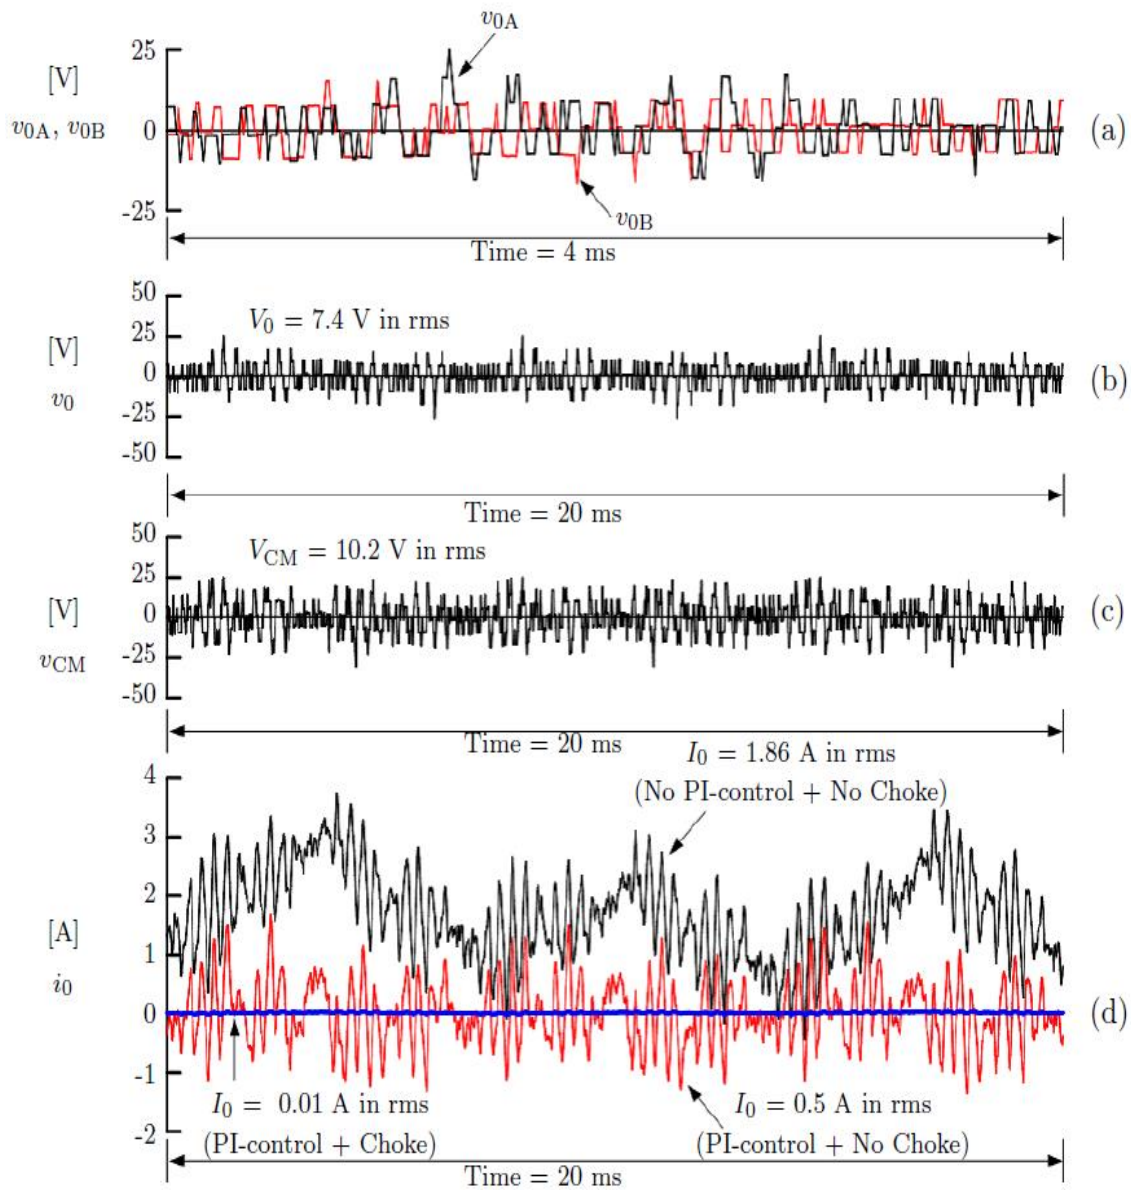 v0A
25
[V]
v0A, v0B
0
(a)
-25
v0B
Time = 4 ms
50
V0 = 7.4 V in rms
25
[V]
0
(b)
v0
-25
-50
Time = 20 ms
50
VCM = 10.2 V in rms
25
[V]
0
(c)
vCM
-25
-50
Time = 20 ms
I0 = 1.86 A in rms
4
(No PI-control + No Choke)
3
2
[A]
1
i0
0
(d)
-1
I0 = 0.01 A in rms
I0 = 0.5 A in rms
-2
(PI-control + Choke)
(PI-control + No Choke)
Time = 20 ms